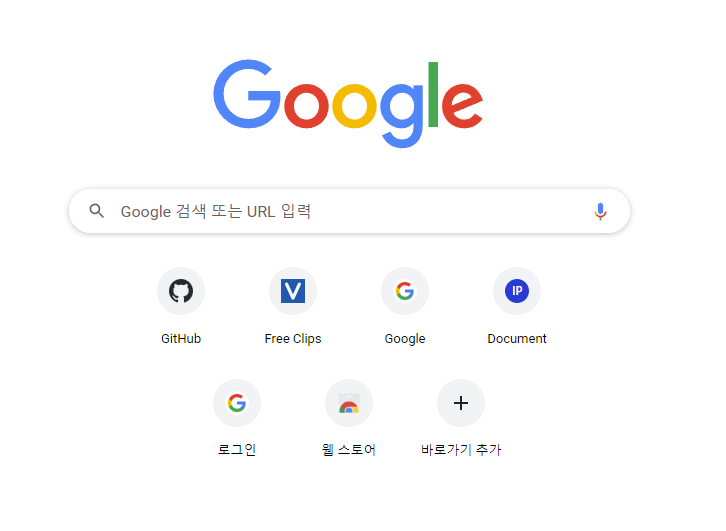 Google
Google 검색 또는 URL 입력
GitHub
V
Free Clips
G
Google
IP
Document
G
로그인
웹 스토어
바로가기 추가